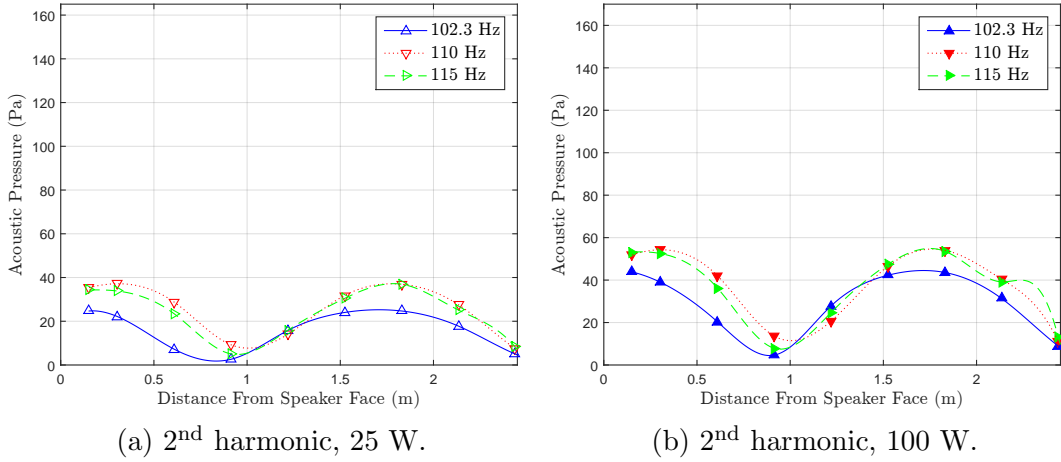 160
140
120
100
80
60
40
20
0
Acoustic Pressure (Pa)
0 0.5 1 1.5 2
Distance From Speaker Face (m)
102.3 Hz
110 Hz
115 Hz
(a) 2nd harmonic, 25 W.
160
140
120
100
80
60
40
20
0
Acoustic Pressure (Pa)
0 0.5 1 1.5 2
Distance From Speaker Face (m)
102.3 Hz
110 Hz
115 Hz
(b) 2nd harmonic, 100 W.